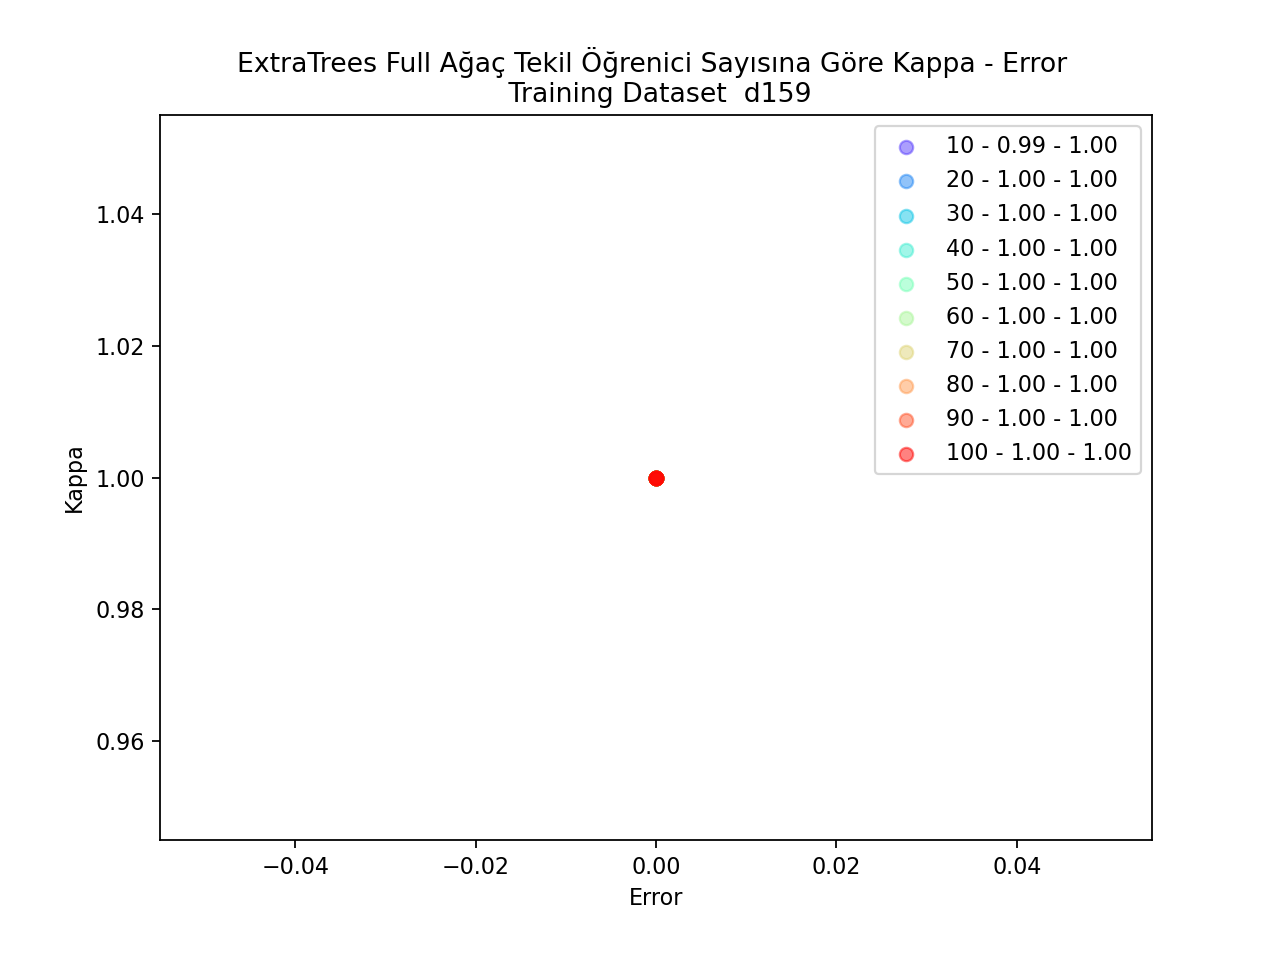 ExtraTrees Full Ağaç Tekil Öğrenici Sayısına Göre Kappa - Error
Training Dataset  d159
10 - 0.99 - 1.00
20 - 1.00 - 1.00
30 - 1.00 - 1.00
40 - 1.00 - 1.00
50 - 1.00 - 1.00
60 - 1.00 - 1.00
70 - 1.00 - 1.00
80 - 1.00 - 1.00
90 - 1.00 - 1.00
100 - 1.00 - 1.00
Kappa
1.04
1.02
1.00
0.98
0.96
−0.04
−0.02
0.00
0.02
0.04
Error